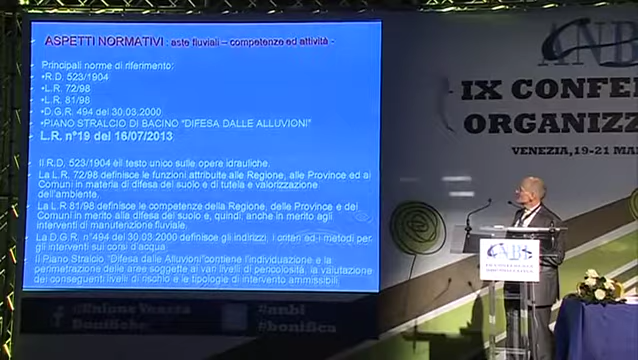 ASPETTI NORMATIVI : aste fluviali – competenze ed attività -
Principali norme di riferimento:
•R.D. 523/1904
•L.R. 72/98
•L.R. 81/98
•D.G.R. 494 del 30.03.2000
•PIANO STRALCIO DI BACINO "DIFESA DALLE ALLUVIONI"
L.R. n°19 del 16/07/2013
Il R.D. 523/1904 è il testo unico sulle opere idrauliche.
La L.R. 72/98 definisce le funzioni attribuite alle Regione, alle Province ed ai
Comuni in materia di difesa del suolo e di tutela e valorizzazione
dell'ambiente.
La L.R 81/98 definisce le competenze della Regione, delle Province e dei
Comuni in merito alla difesa del suolo e, quindi, anche in merito agli
interventi di manutenzione fluviale.
La D.G.R. n°494 del 30.03.2000 definisce gli indirizzi, i criteri ed i metodi per
gli interventi sui corsi d'acqua.
Il Piano Stralcio "Difesa dalle Alluvioni"contiene l'individuazione e la
perimetrazione delle aree soggette ai vari livelli di pericolosità, la valutazione
dei conseguenti livelli di rischio e le tipologie di intervento ammissibili
ANBI
IX CONFE
ORGANIZZ
VENEZIA, 19-21 MA
ANBI
IX CONFERENZA
@Unione Veneta
Bonifiche
#anbi
#bonifica